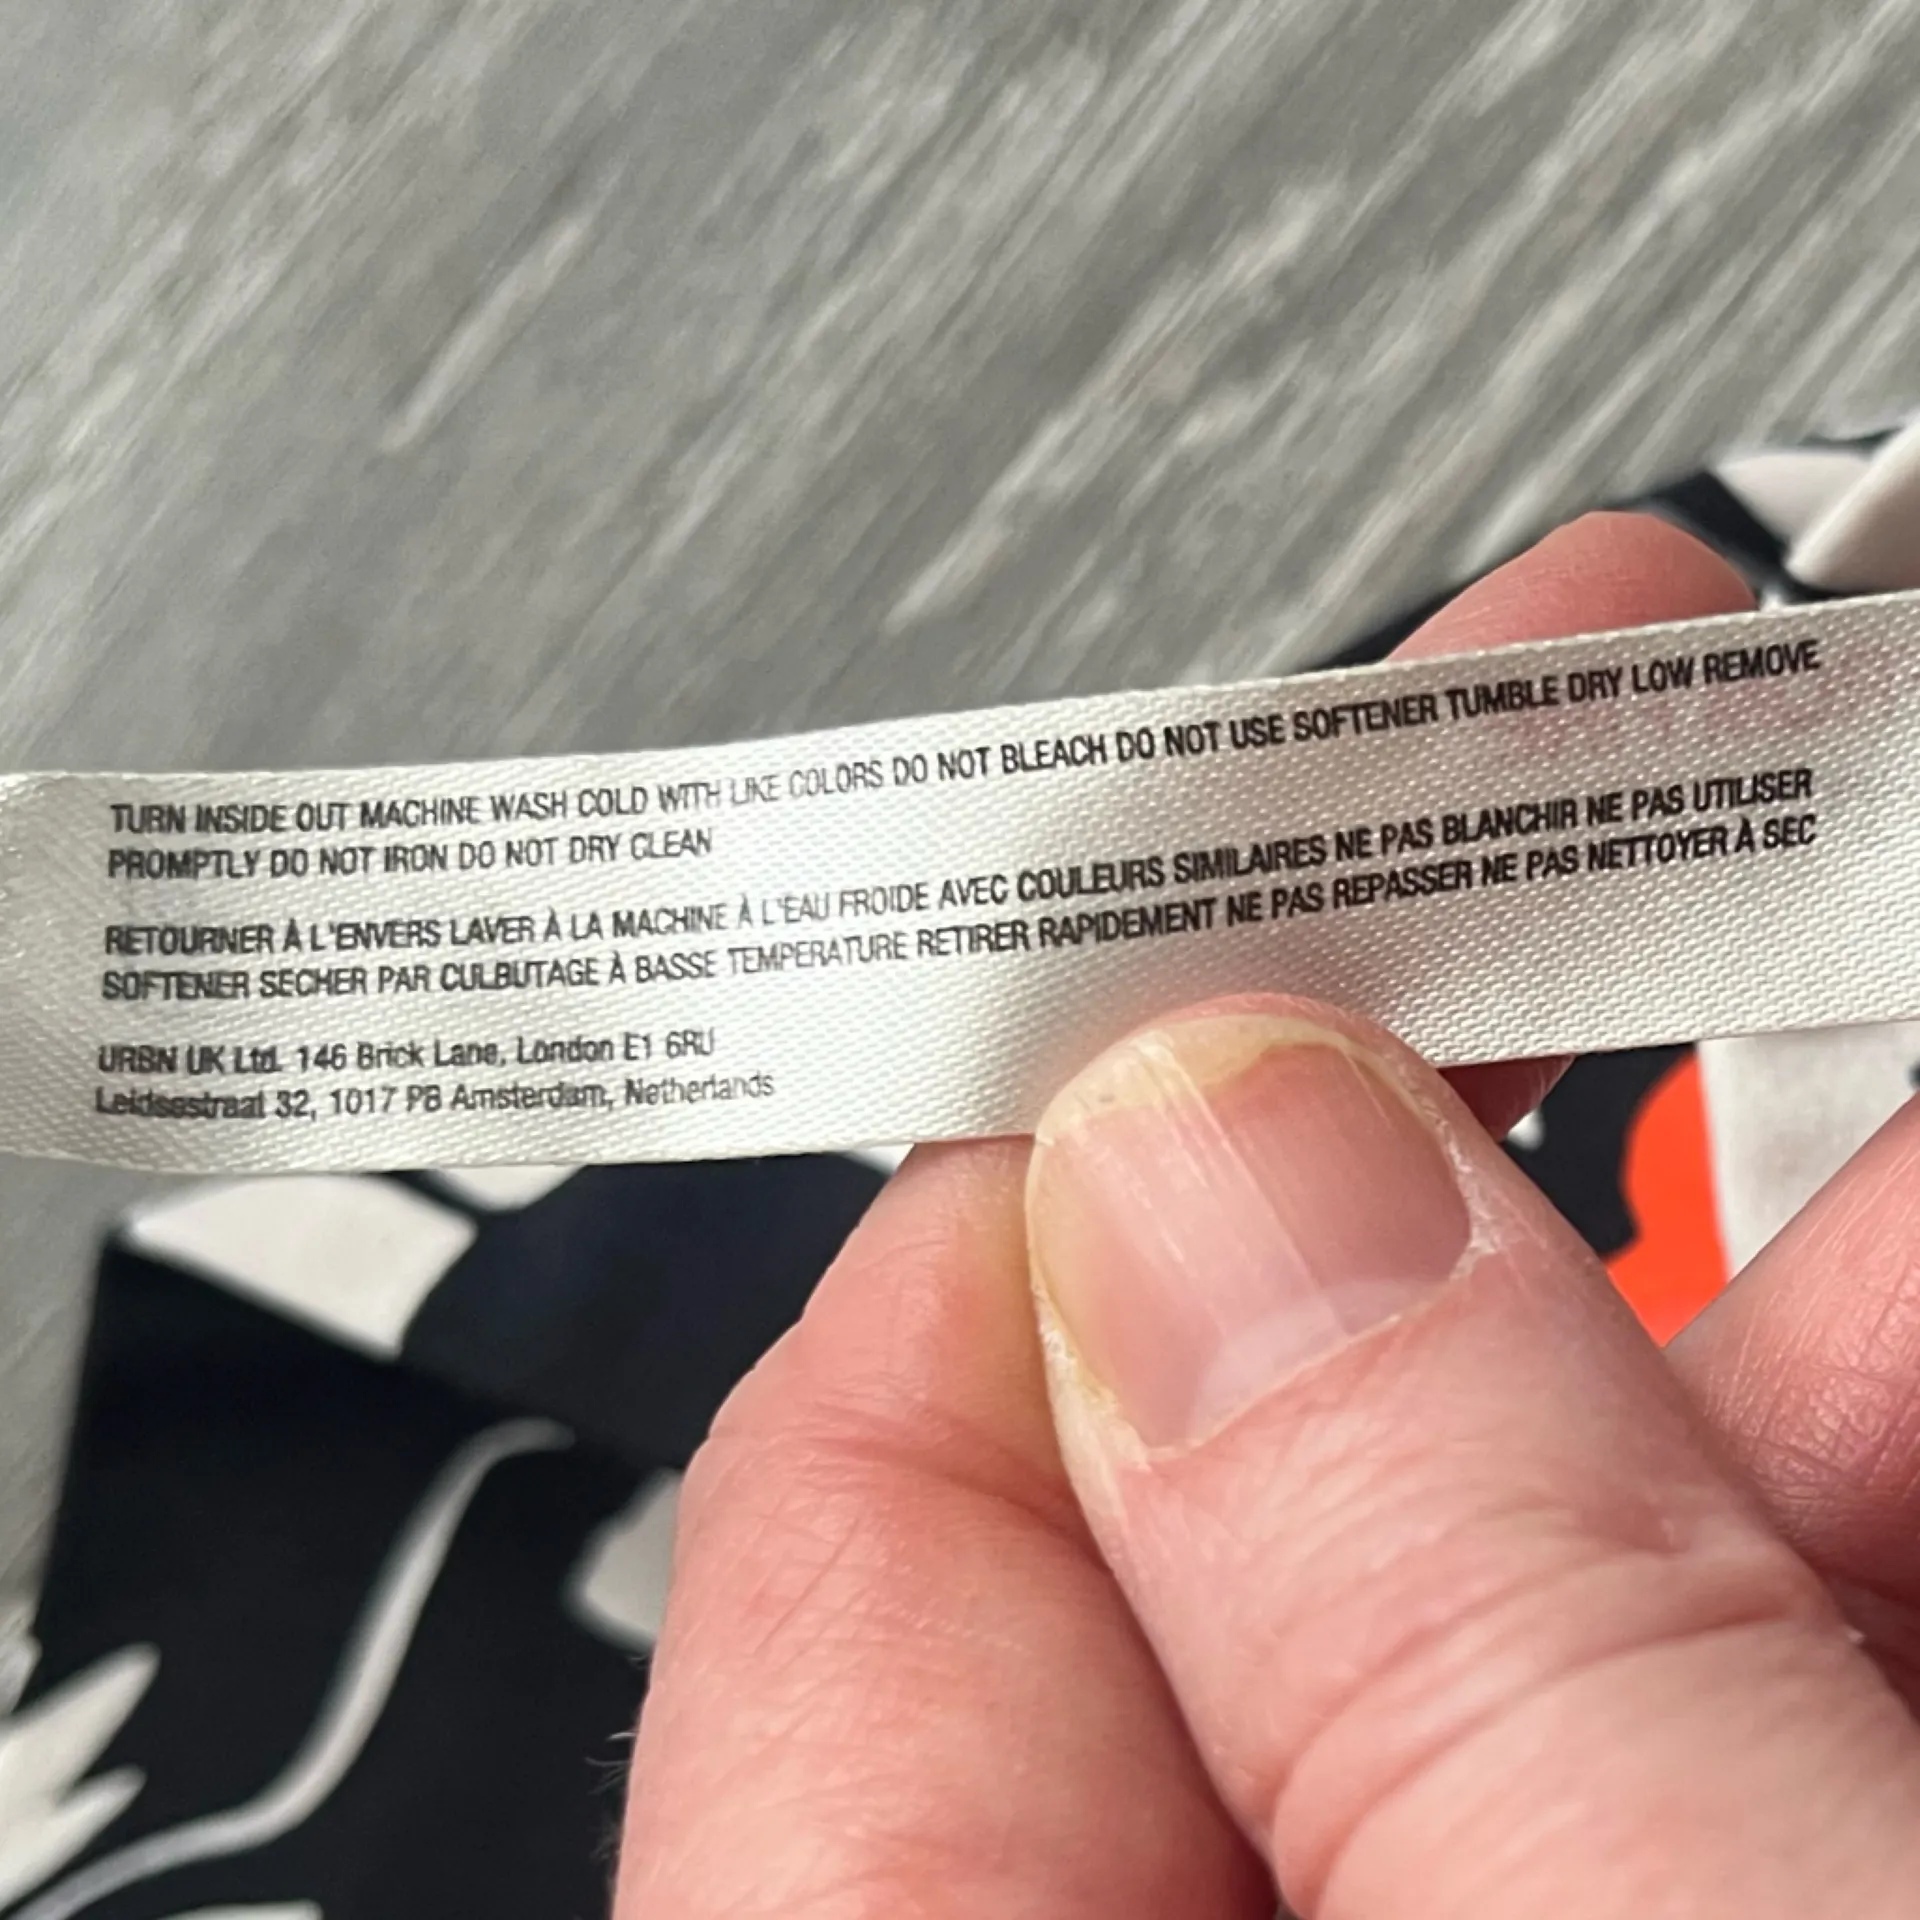 TURN INSIDE OUT MACHINE WASH COLD WITH LIKE COLORS DO NOT BLEACH DO NOT USE SOFTENER TUMBLE DRY LOW REMOVE
PROMPTLY DO NOT IRON DO NOT DRY CLEAN
RETOURNER À L'ENVERS LAVER À LA MACHINE À L'EAU FROIDE AVEC COULEURS SIMILAIRES NE PAS BLANCHIR NE PAS UTILISER
SOFTENER SECHER PAR CULBUTAGE À BASSE TEMPERATURE RETIRER RAPIDEMENT NE PAS REPASSER NE PAS NETTOYER À SEC
URBN UK Ltd. 146 Brick Lane, London E1 6RU
Leidsestraat 32, 1017 PB Amsterdam, Netherlands